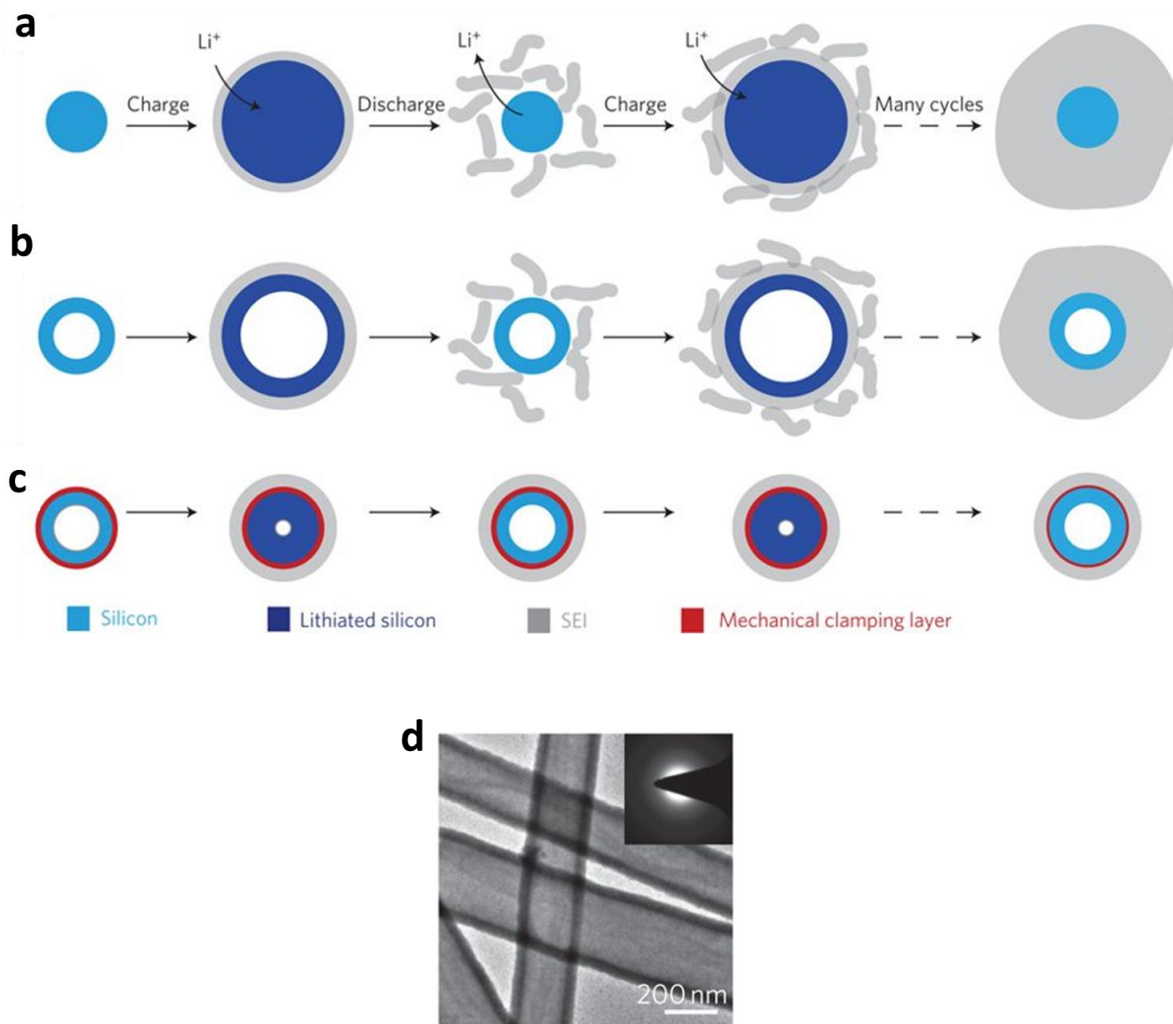 a
Li⁺
Charge
Discharge
Li⁺
Charge
Li⁺
Many cycles
b
c
Silicon
Lithiated silicon
SEI
Mechanical clamping layer
d
200 nm